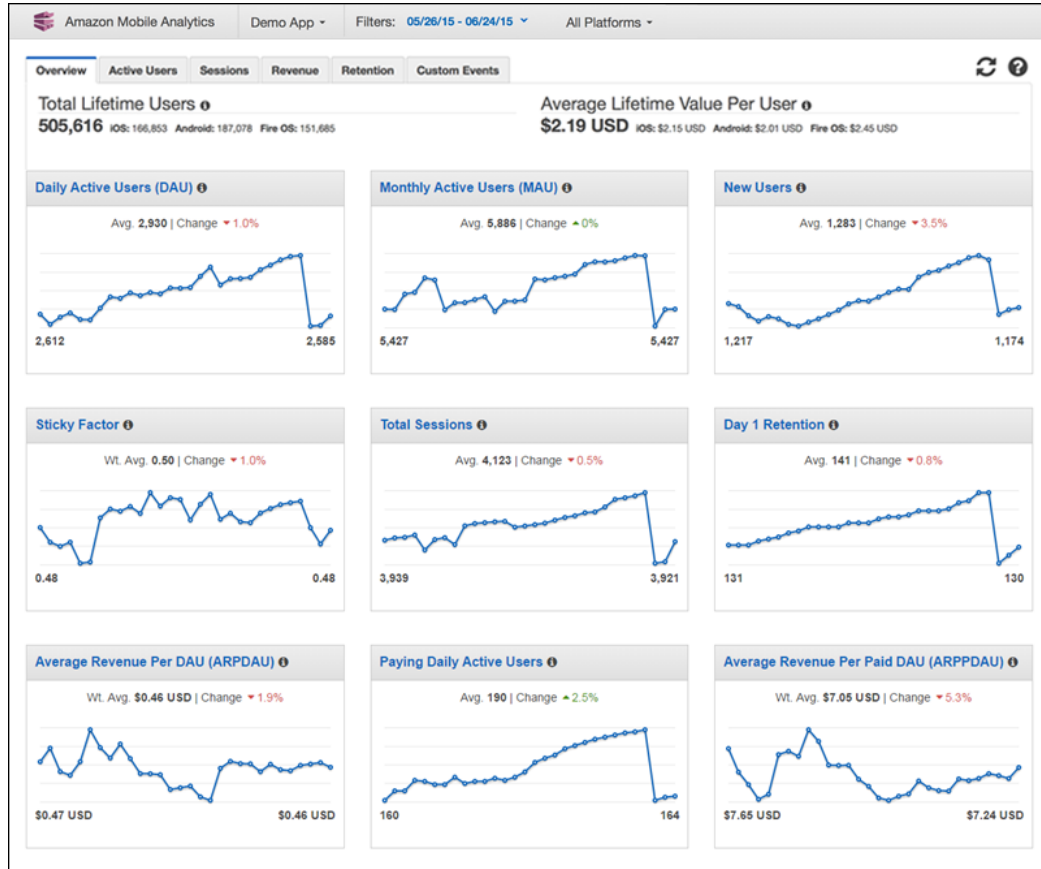 Amazon Mobile Analytics Demo App Filters: 05/26/15 - 06/24/15 All Platforms
Overview Active Users Sessions Revenue Retention Custom Events
Total Lifetime Users
505,616 iOS: 166,853 Android: 187,078 Fire OS: 151,685
Average Lifetime Value Per User
$2.19 USD iOS: $2.15 USD Android: $2.01 USD Fire OS: $2.45 USD
Daily Active Users (DAU)
Avg. 2,930 | Change 1.0%
2,612 2,585
Monthly Active Users (MAU)
Avg. 5,886 | Change 0%
5,427 5,427
New Users
Avg. 1,283 | Change 3.5%
1,217 1,174
Sticky Factor
Wt. Avg. 0.50 | Change 1.0%
0.48 0.48
Total Sessions
Avg. 4,123 | Change 0.5%
3,939 3,921
Day 1 Retention
Avg. 141 | Change 0.8%
131 130
Average Revenue Per DAU (ARPDAU)
Wt. Avg. $0.46 USD | Change 1.9%
$0.47 USD $0.46 USD
Paying Daily Active Users
Avg. 190 | Change 2.5%
160 164
Average Revenue Per Paid DAU (ARPPDAU)
Wt. Avg. $7.05 USD | Change 5.3%
$7.65 USD $7.24 USD